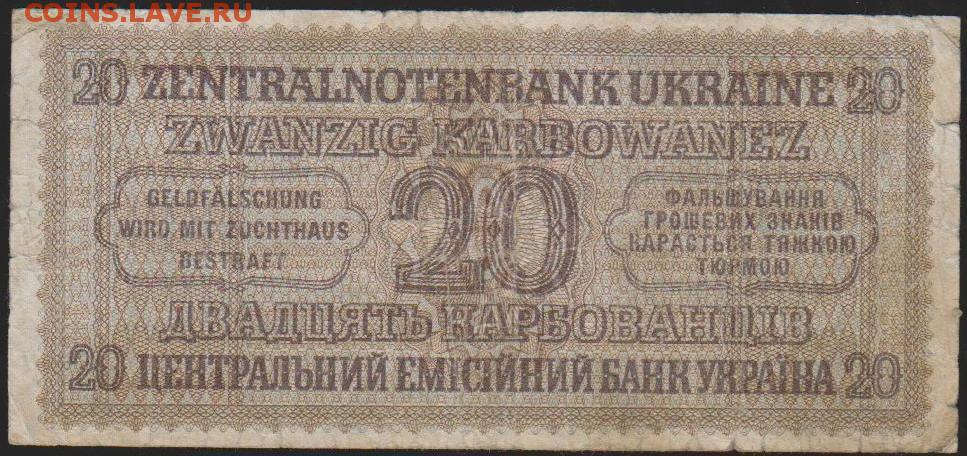 COINS.LAVE.RU
20 ZENTRALNOTENBANK UKRAINE 20
ZWANZIG KARBOWANEZ
GELDFÄLSCHUNG
WIRD MIT ZUCHTHAUS
BESTRAFT
20
ФАЛЬШУВАННЯ
ГРОШЕВИХ ЗНАКІВ
КАРАЄТЬСЯ ТЯЖКОЮ
ТЮРМОЮ
ДВАДЦЯТЬ КАРБОВАНЦІВ
20 ЦЕНТРАЛЬНИЙ ЕМІСІЙНИЙ БАНК УКРАЇНА 20